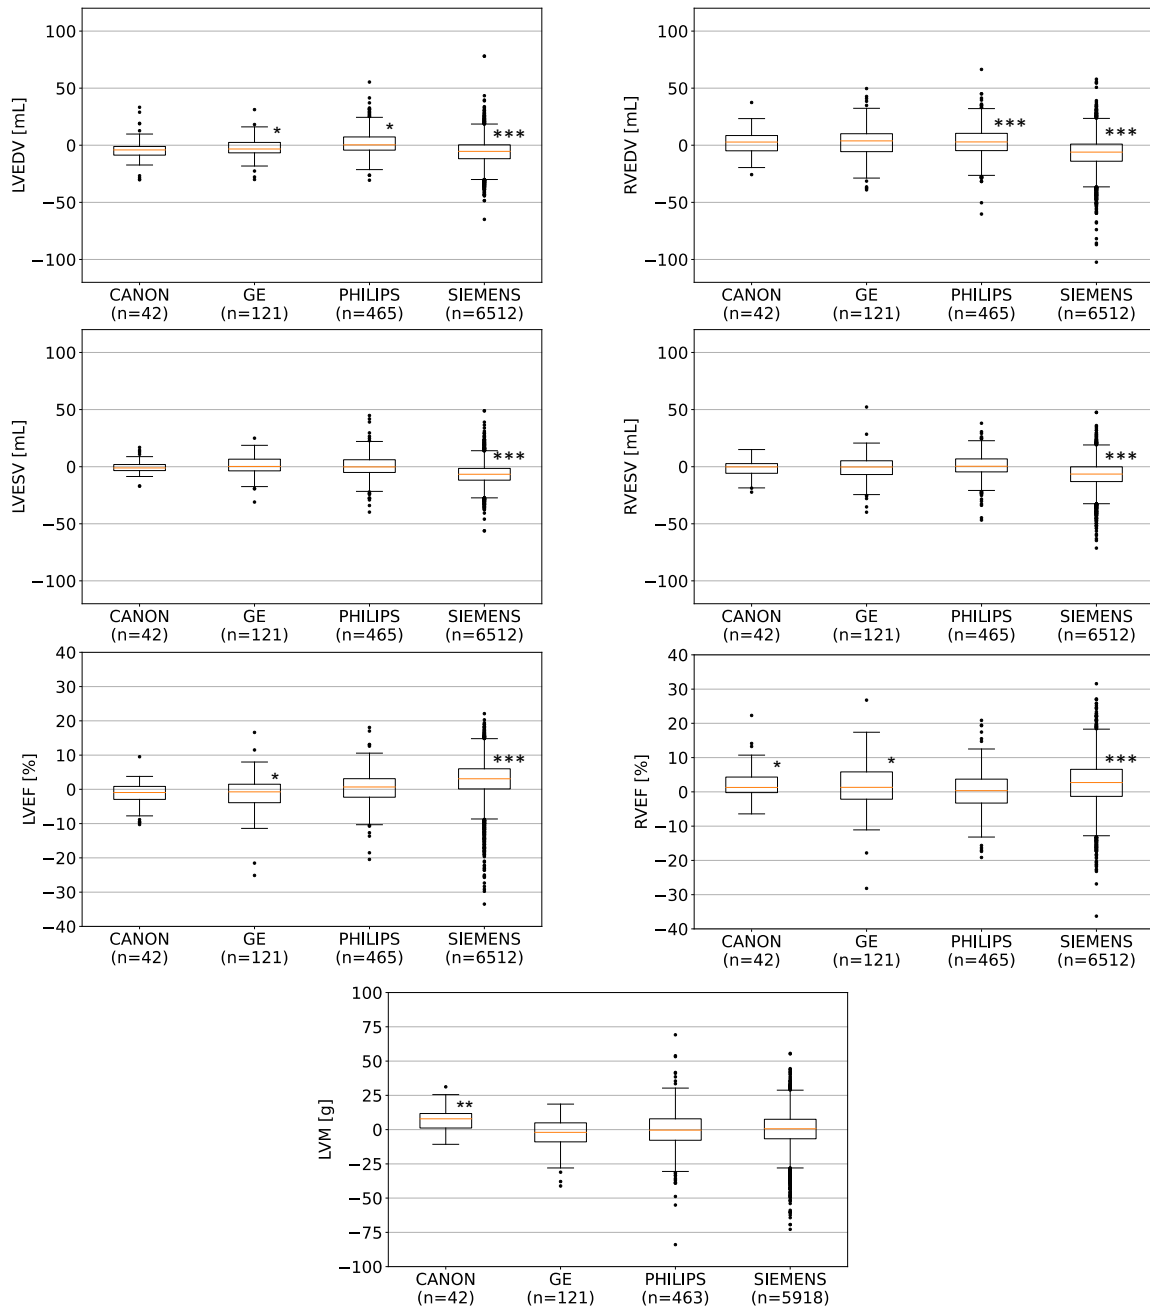 100
50
0
−50
−100
LVEDV [mL]
* * ***
CANON GE PHILIPS SIEMENS
(n=42) (n=121) (n=465) (n=6512)
100
50
0
−50
−100
RVEDV [mL]
*** ***
CANON GE PHILIPS SIEMENS
(n=42) (n=121) (n=465) (n=6512)
100
50
0
−50
−100
LVESV [mL]
***
CANON GE PHILIPS SIEMENS
(n=42) (n=121) (n=465) (n=6512)
100
50
0
−50
−100
RVESV [mL]
***
CANON GE PHILIPS SIEMENS
(n=42) (n=121) (n=465) (n=6512)
40
30
20
10
0
−10
−20
−30
−40
LVEF [%]
* ***
CANON GE PHILIPS SIEMENS
(n=42) (n=121) (n=465) (n=6512)
40
30
20
10
0
−10
−20
−30
−40
RVEF [%]
* * ***
CANON GE PHILIPS SIEMENS
(n=42) (n=121) (n=465) (n=6512)
100
75
50
25
0
−25
−50
−75
−100
LVM [g]
**
CANON GE PHILIPS SIEMENS
(n=42) (n=121) (n=463) (n=5918)